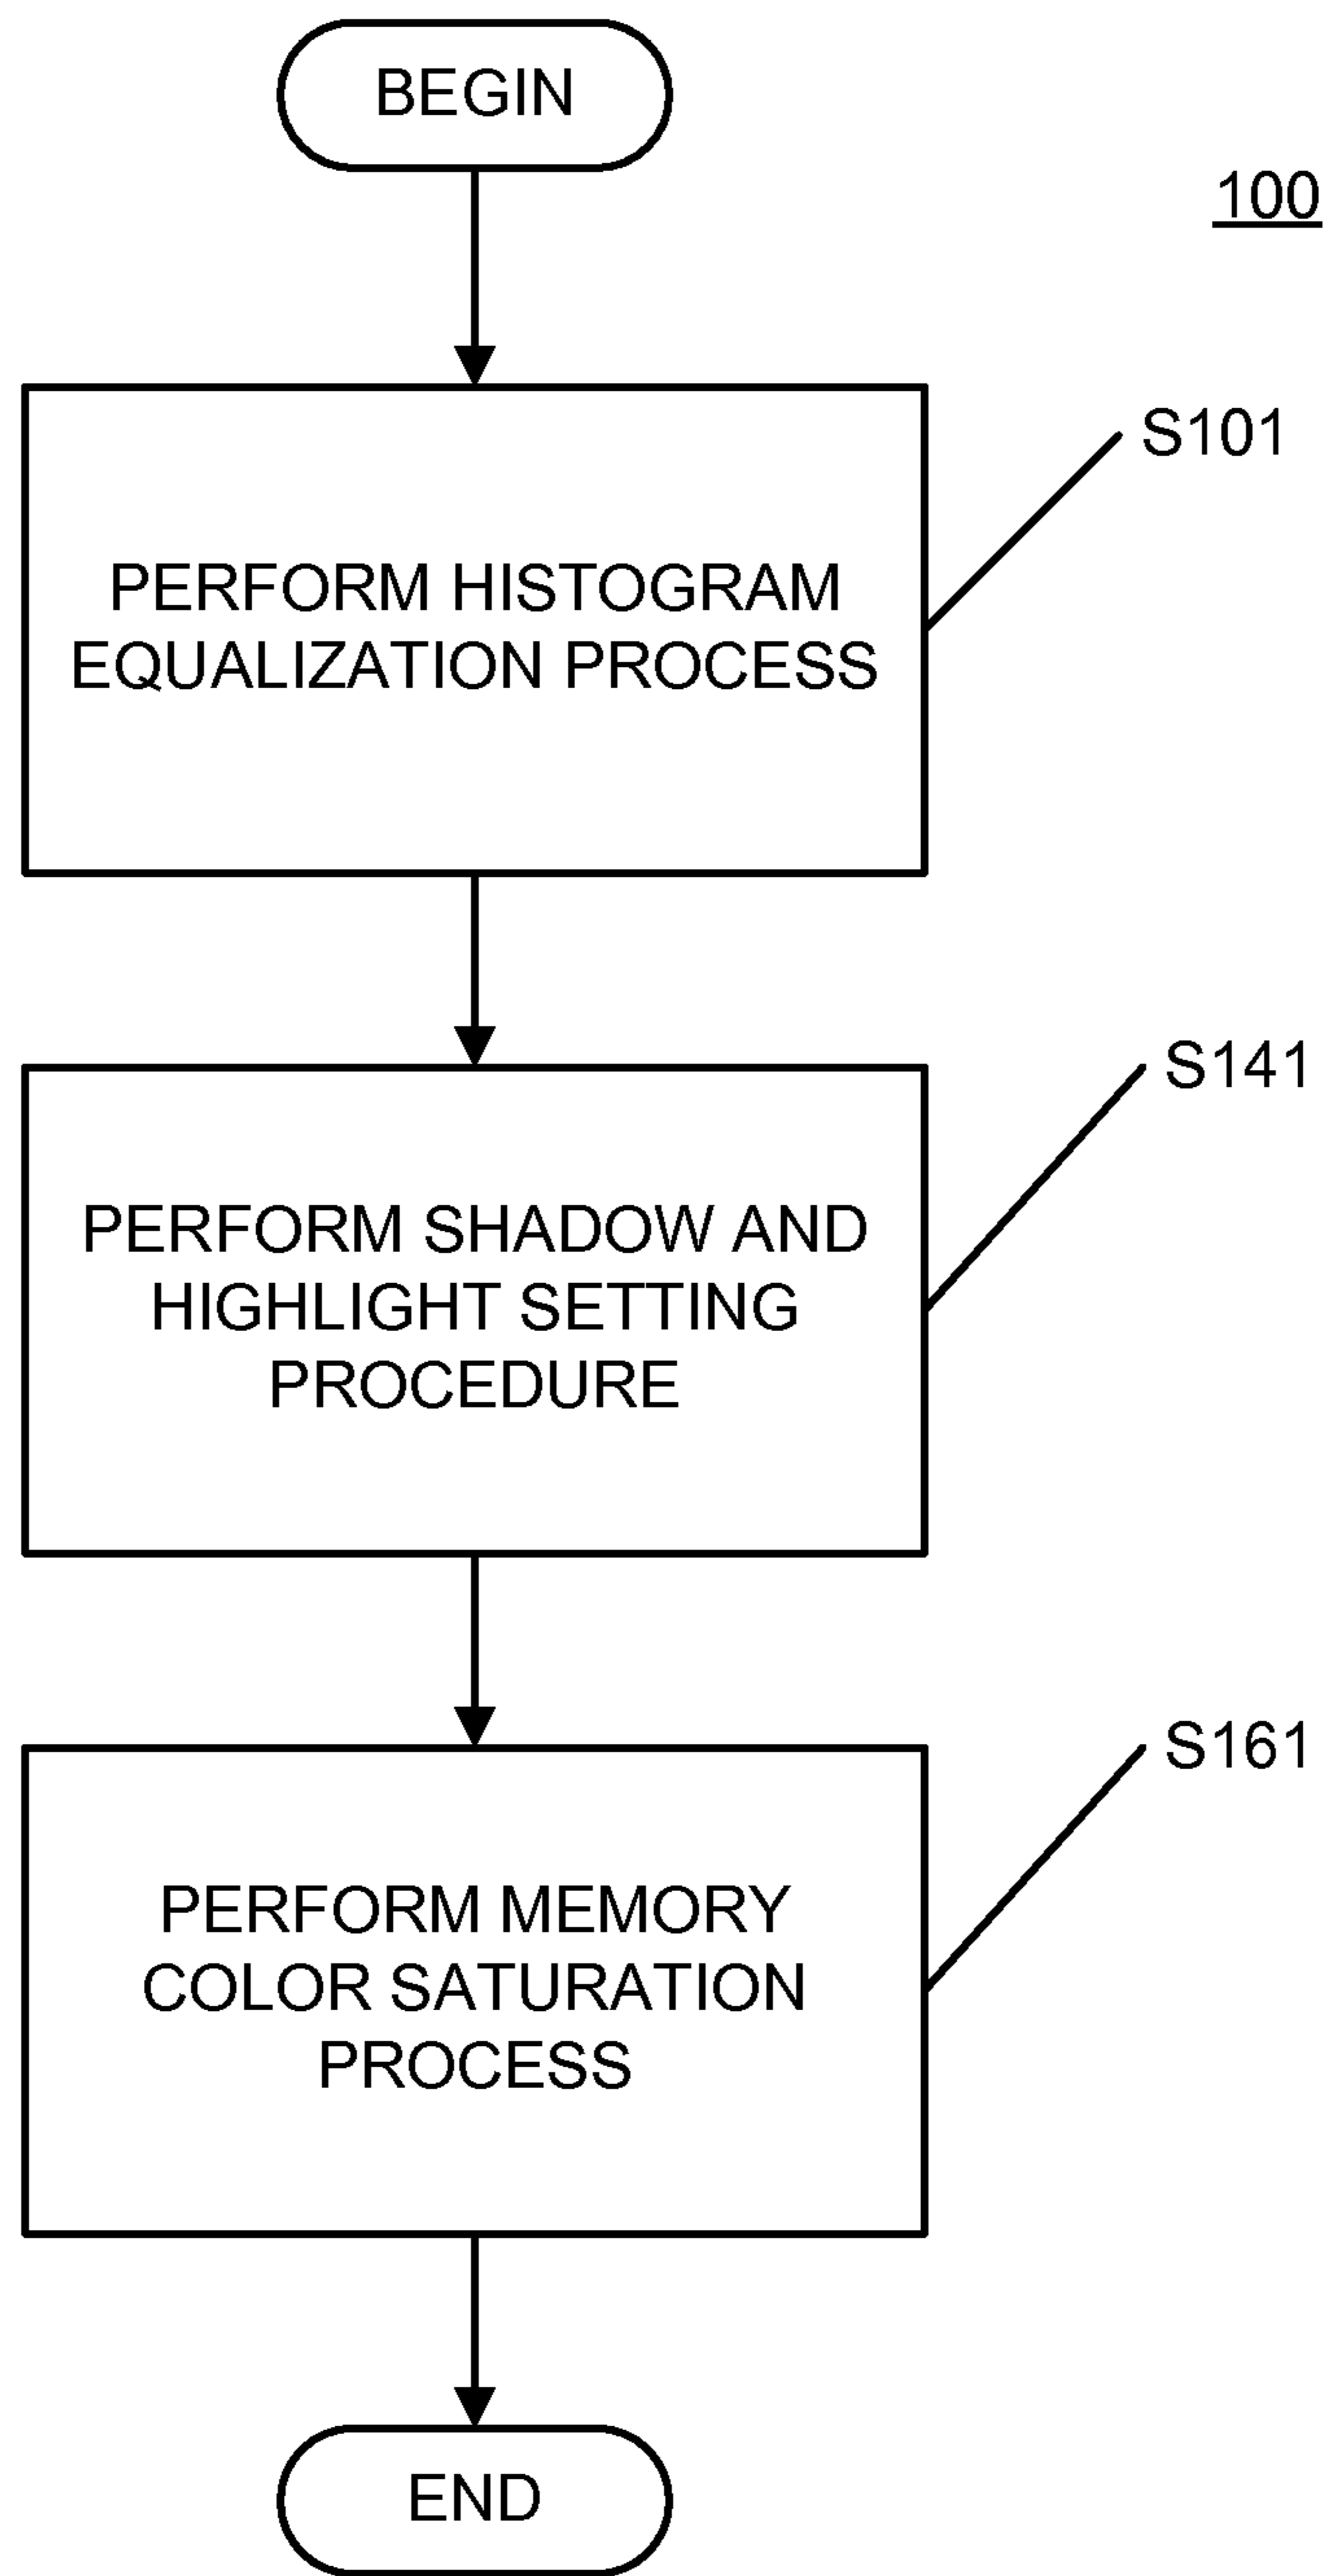 BEGIN
100
S101
PERFORM HISTOGRAM
EQUALIZATION PROCESS
S141
PERFORM SHADOW AND
HIGHLIGHT SETTING
PROCEDURE
S161
PERFORM MEMORY
COLOR SATURATION
PROCESS
END